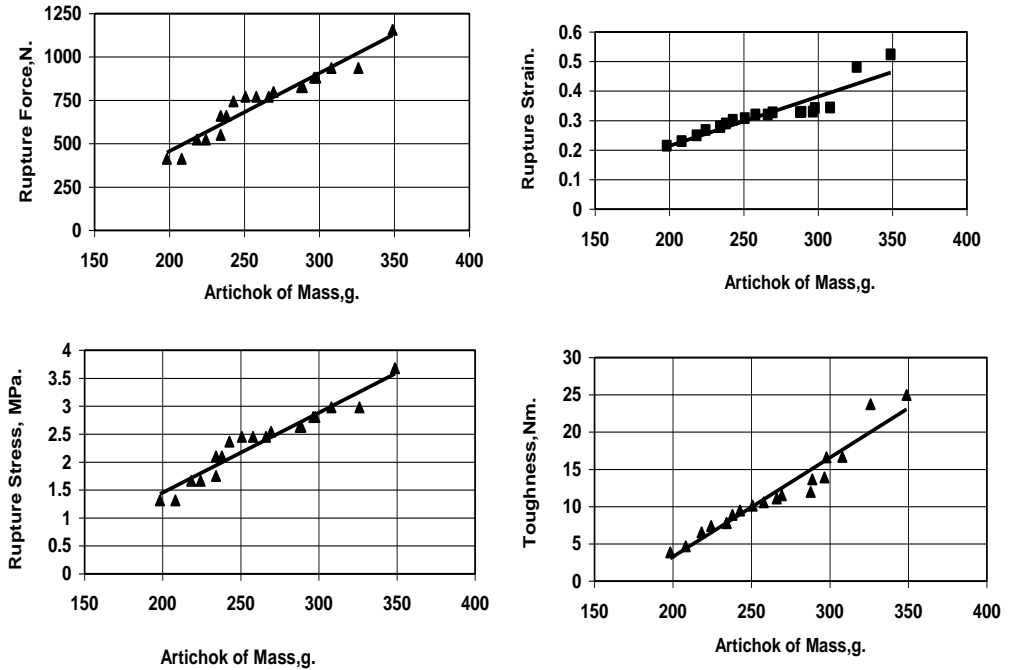 Rupture Force,N.
1250
1000
750
500
250
0
150 200 250 300 350 400
Artichok of Mass,g.
Rupture Strain.
0.6
0.5
0.4
0.3
0.2
0.1
0
150 200 250 300 350 400
Artichok of Mass,g.
Rupture Stress, MPa.
4
3.5
3
2.5
2
1.5
1
0.5
0
150 200 250 300 350 400
Artichok of Mass,g.
Toughness,Nm.
30
25
20
15
10
5
0
150 200 250 300 350 400
Artichok of Mass,g.